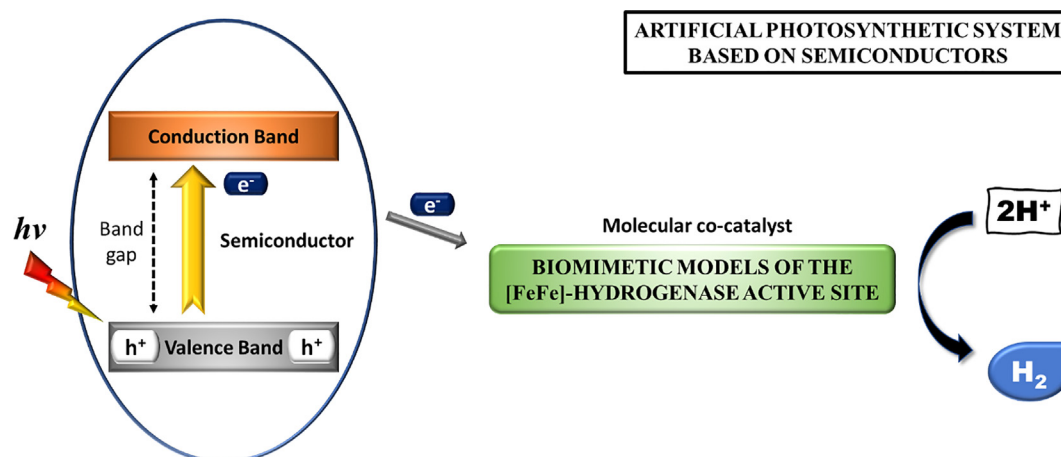 ARTIFICIAL PHOTOSYNTHETIC SYSTEM
BASED ON SEMICONDUCTORS
Conduction Band
e⁻
hν
Band
gap
Semiconductor
h⁺ Valence Band h⁺
e⁻
Molecular co-catalyst
BIOMIMETIC MODELS OF THE
[FeFe]-HYDROGENASE ACTIVE SITE
2H⁺
H₂